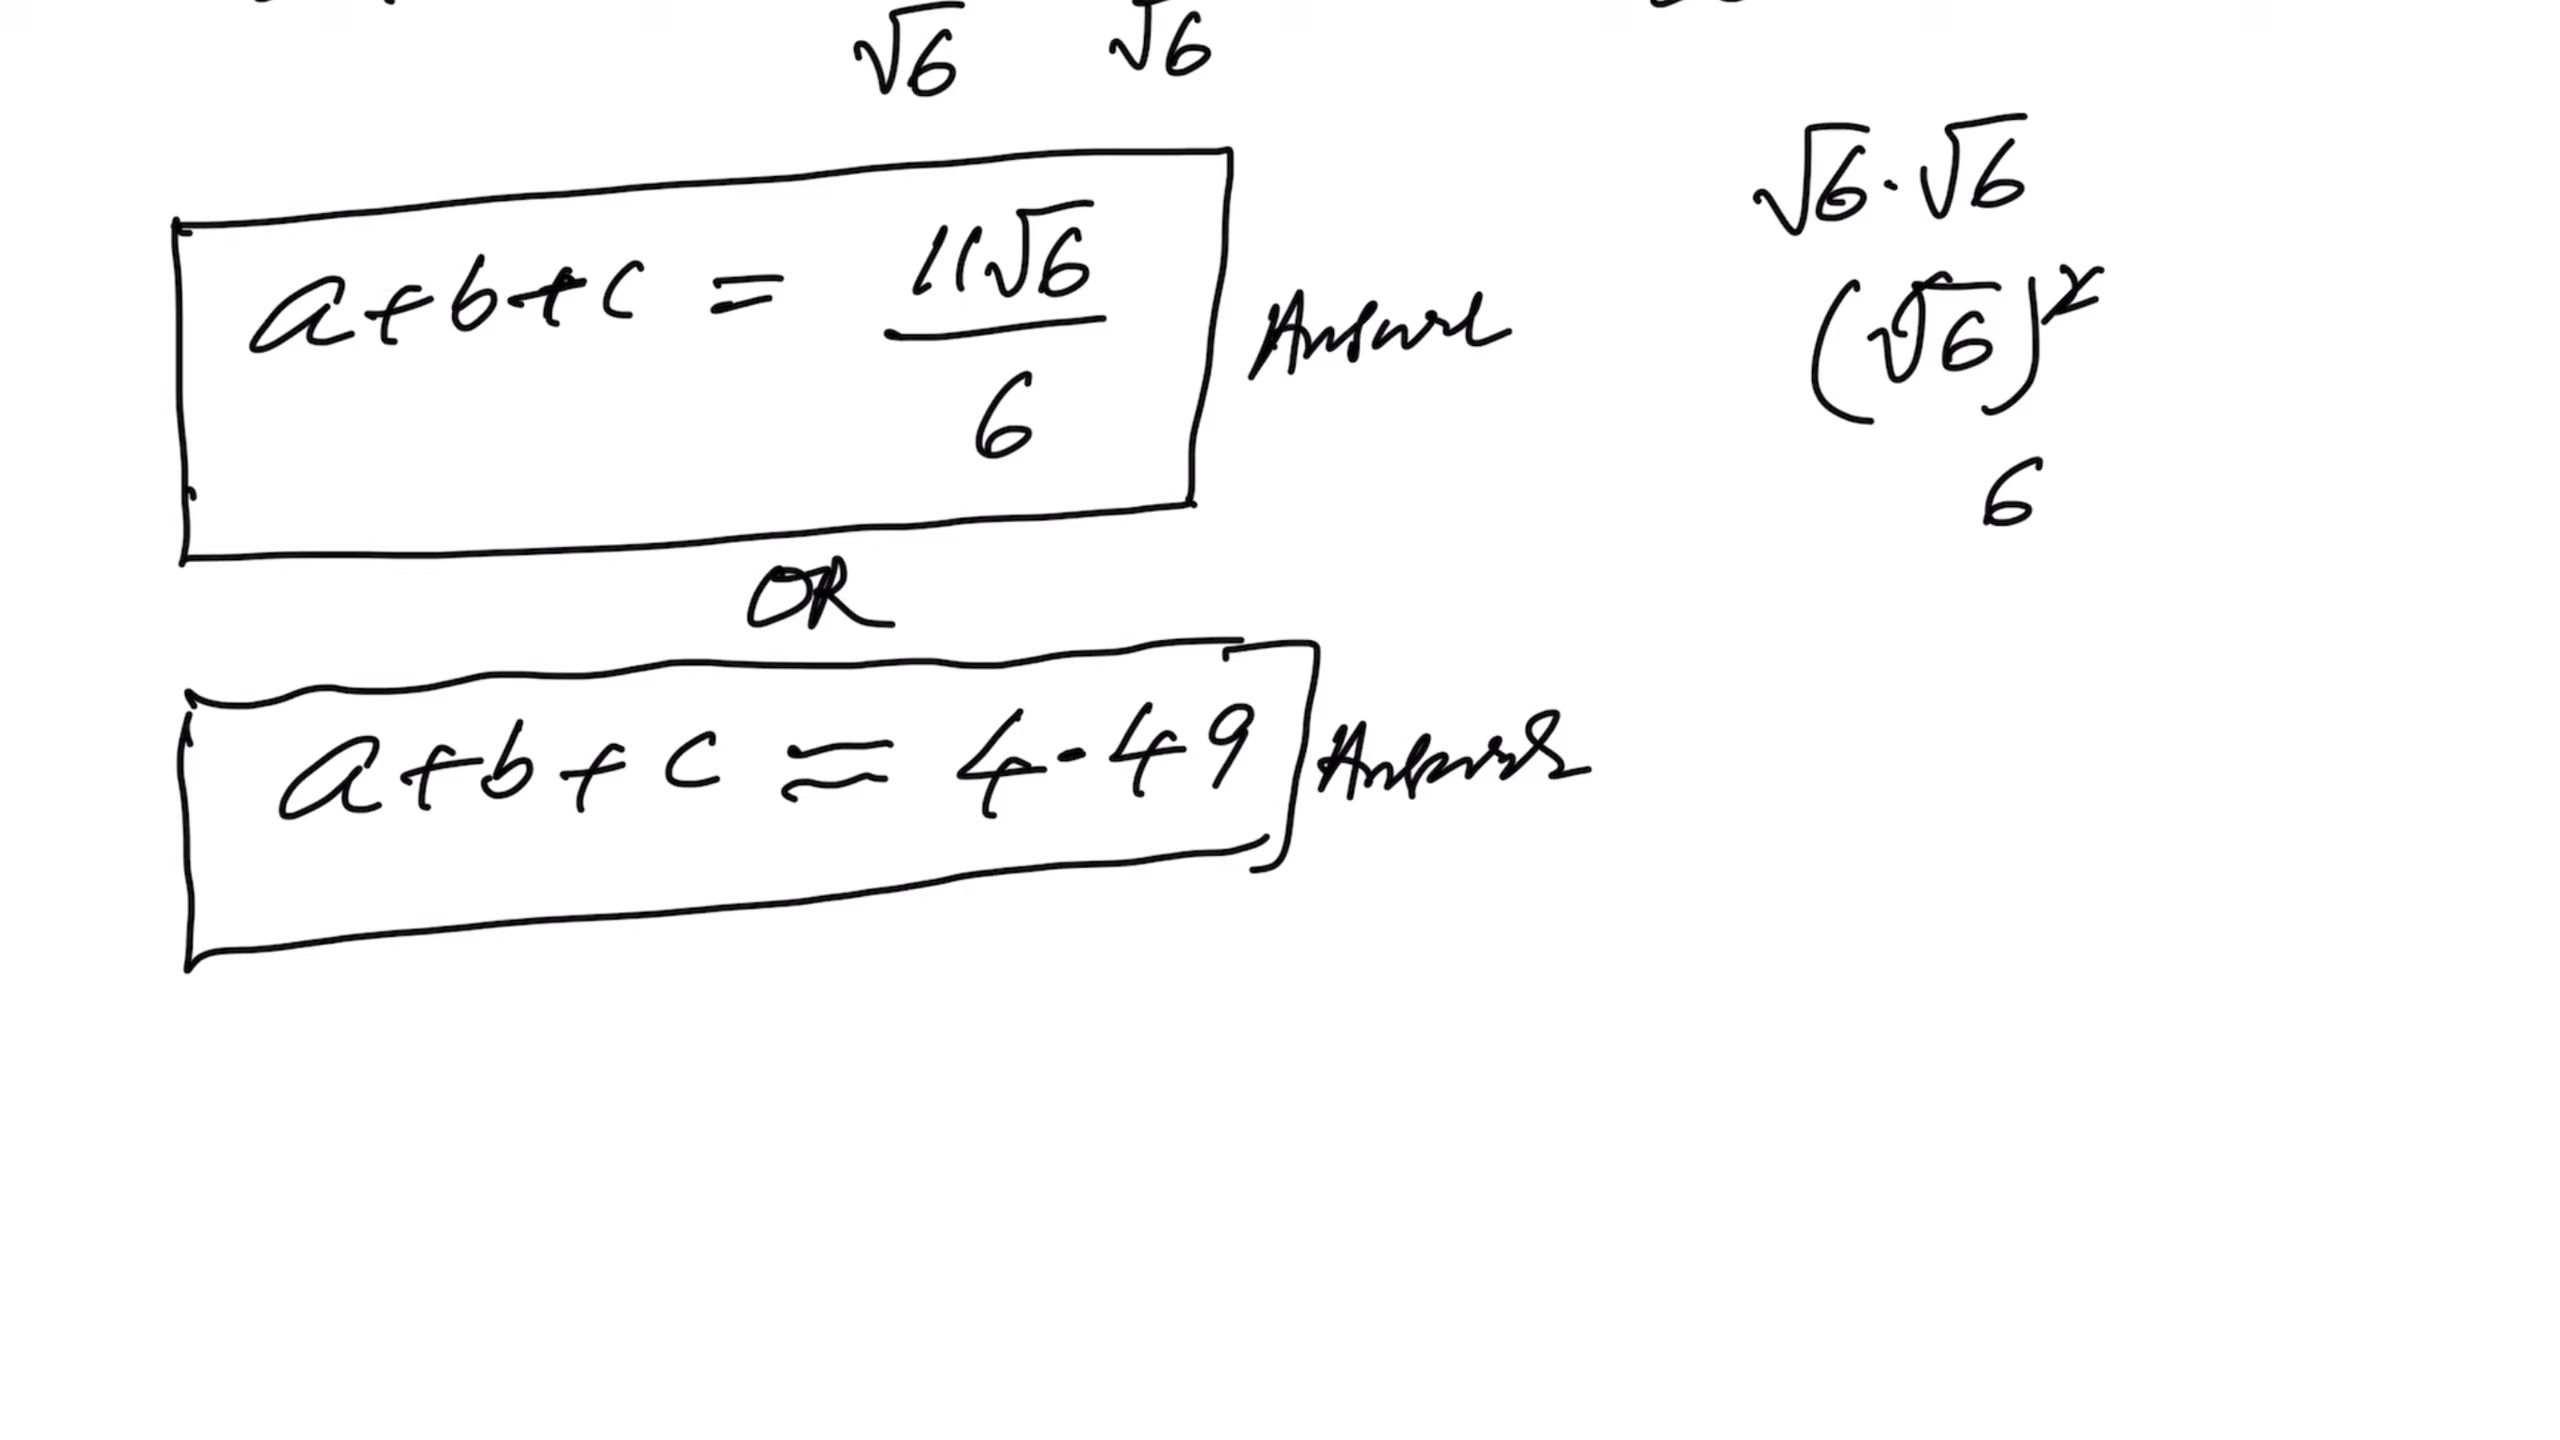 √6 √6
√6 · √6
a+b+c = 11√6 / 6 Answer
(√6)²
6
OR
a+b+c ≈ 4·49 Answer